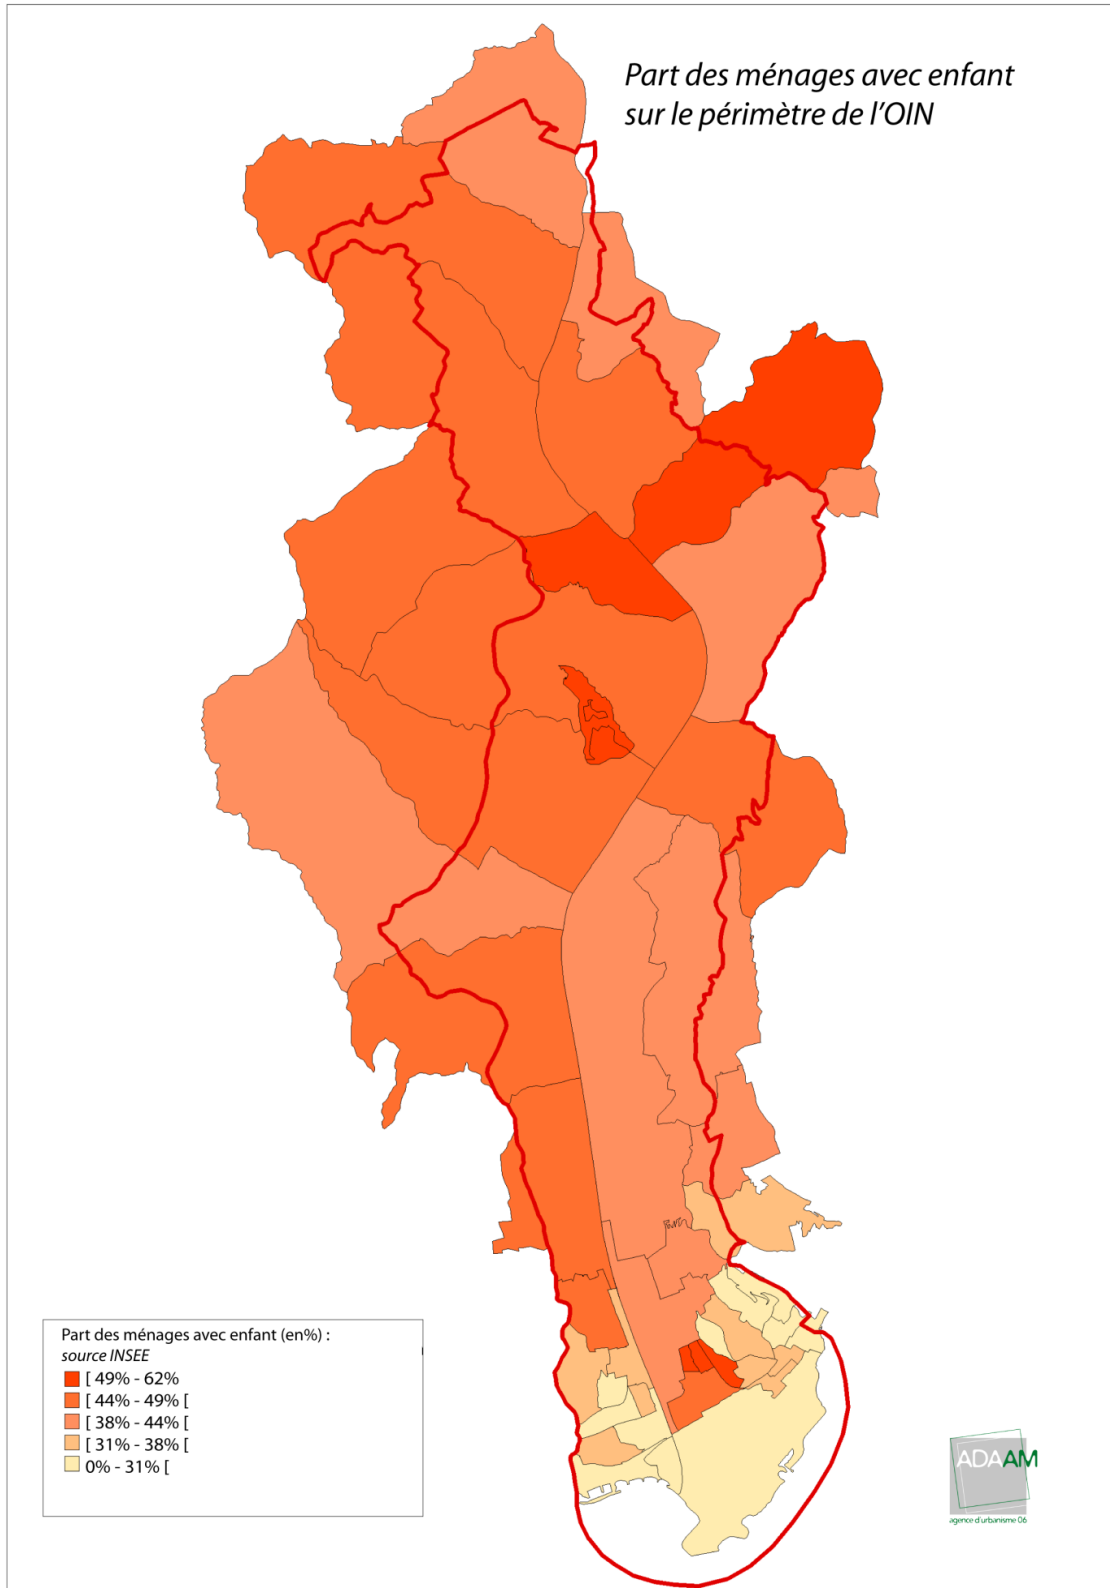 Part des ménages avec enfant
sur le périmètre de l'OIN
Part des ménages avec enfant (en%) :
source INSEE
[ 49% - 62%
[ 44% - 49% [
[ 38% - 44% [
[ 31% - 38% [
0% - 31% [
ADAAM
agence d'urbanisme 06